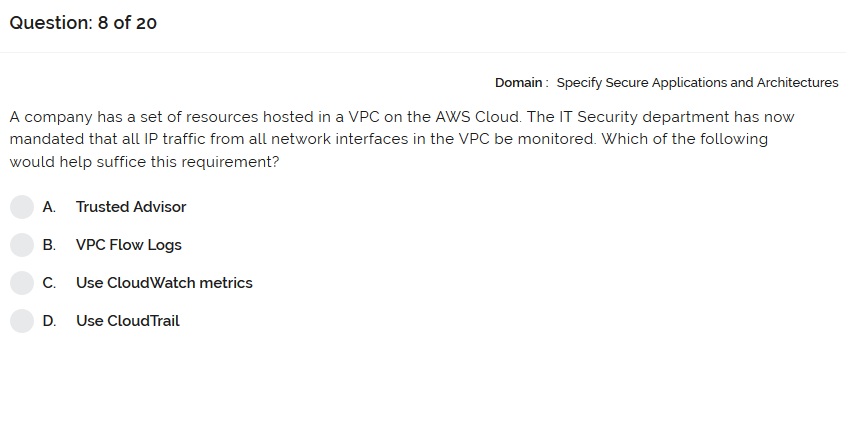 Question: 8 of 20
Domain : Specify Secure Applications and Architectures
A company has a set of resources hosted in a VPC on the AWS Cloud. The IT Security department has now
mandated that all IP traffic from all network interfaces in the VPC be monitored. Which of the following
would help suffice this requirement?
A. Trusted Advisor
B. VPC Flow Logs
C. Use CloudWatch metrics
D. Use CloudTrail